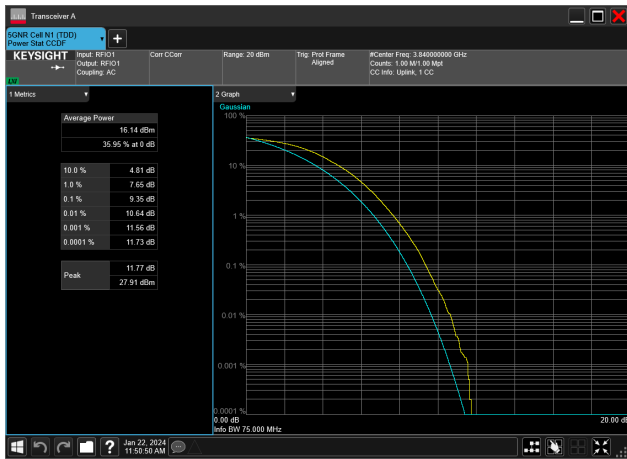 Transceiver A
5GNR Cell N1 (TDD)
Power Stat CCDF
KEYSIGHT
Input: RFIO1
Output: RFIO1
Coupling: AC
Corr CCorr
Range: 20 dBm
Trig: Prot Frame
Aligned
#Center Freq: 3.840000000 GHz
Counts: 1.00 M/1.00 Mpt
CC Info: Uplink, 1 CC
1 Metrics
Average Power
16.14 dBm
35.95 % at 0 dB
10.0 % 4.81 dB
1.0 % 7.65 dB
0.1 % 9.35 dB
0.01 % 10.64 dB
0.001 % 11.56 dB
0.0001 % 11.73 dB
Peak
11.77 dB
27.91 dBm
2 Graph
Gaussian
100 %
10 %
1 %
0.1 %
0.01 %
0.001 %
0.0001 %
0.00 dB
20.00 dB
Info BW 75.000 MHz
?
Jan 22, 2024
11:50:50 AM